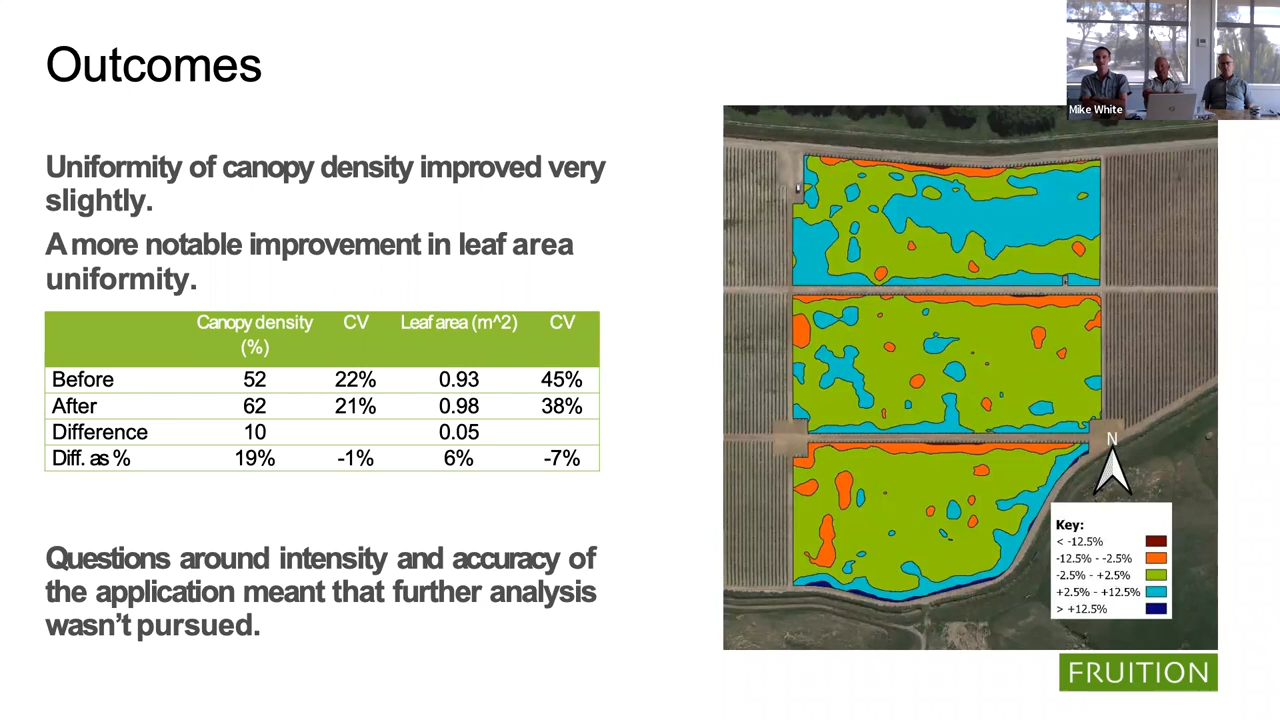 Outcomes
Mike White
Uniformity of canopy density improved very
slightly.
A more notable improvement in leaf area
uniformity.
Canopy density (%) CV Leaf area (m^2) CV
Before 52 22% 0.93 45%
After 62 21% 0.98 38%
Difference 10 0.05
Diff. as % 19% -1% 6% -7%
Questions around intensity and accuracy of
the application meant that further analysis
wasn't pursued.
N
Key:
< -12.5%
-12.5% - -2.5%
-2.5% - +2.5%
+2.5% - +12.5%
> +12.5%
FRUITION